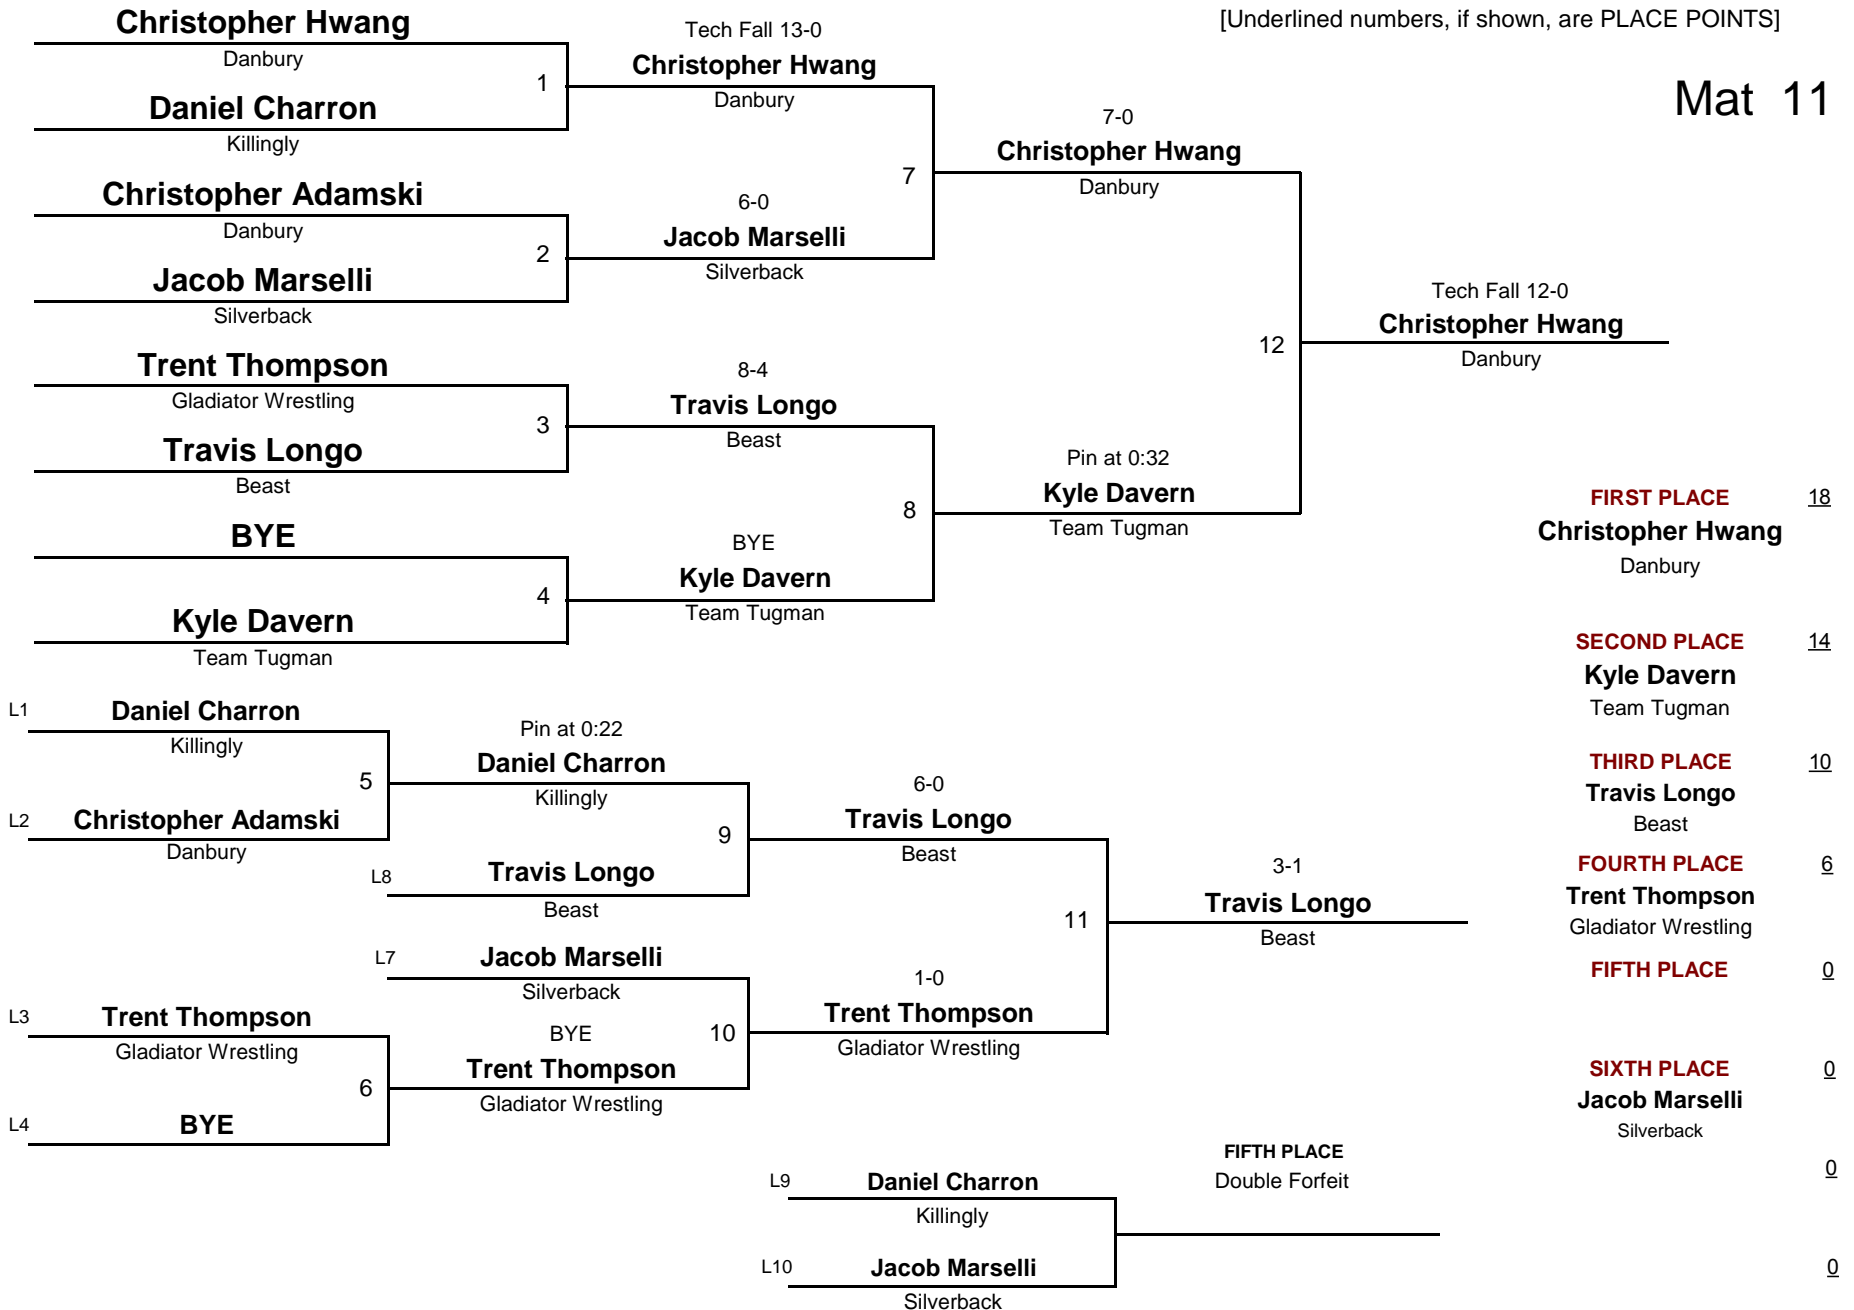 [Underlined numbers, if shown, are PLACE POINTS]
Mat 11
Christopher Hwang
Danbury
1
Daniel Charron
Killingly
Christopher Adamski
Danbury
2
Jacob Marselli
Silverback
Trent Thompson
Gladiator Wrestling
3
Travis Longo
Beast
BYE
4
Kyle Davern
Team Tugman
Tech Fall 13-0
Christopher Hwang
Danbury
7
6-0
Jacob Marselli
Silverback
8-4
Travis Longo
Beast
8
BYE
Kyle Davern
Team Tugman
7-0
Christopher Hwang
Danbury
12
Pin at 0:32
Kyle Davern
Team Tugman
Tech Fall 12-0
Christopher Hwang
Danbury
L1 Daniel Charron
Killingly
5
L2 Christopher Adamski
Danbury
Pin at 0:22
Daniel Charron
Killingly
9
L8 Travis Longo
Beast
L7 Jacob Marselli
Silverback
L3 Trent Thompson
Gladiator Wrestling
6
L4 BYE
BYE
10
Trent Thompson
Gladiator Wrestling
6-0
Travis Longo
Beast
11
1-0
Trent Thompson
Gladiator Wrestling
3-1
Travis Longo
Beast
L9 Daniel Charron
Killingly
L10 Jacob Marselli
Silverback
FIFTH PLACE
Double Forfeit
FIRST PLACE 18
Christopher Hwang
Danbury
SECOND PLACE 14
Kyle Davern
Team Tugman
THIRD PLACE 10
Travis Longo
Beast
FOURTH PLACE 6
Trent Thompson
Gladiator Wrestling
FIFTH PLACE 0
SIXTH PLACE 0
Jacob Marselli
Silverback
0
0